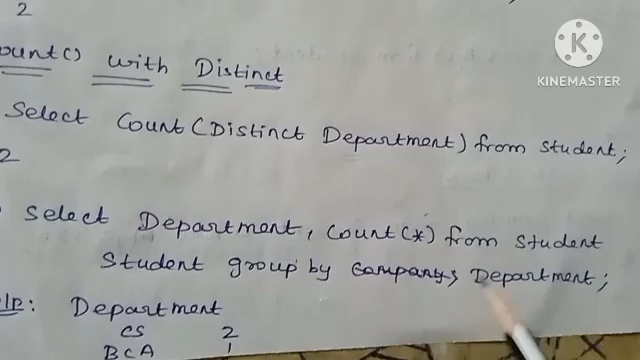 2
ount() with Distinct
KINEMASTER
Select Count(Distinct Department) from student;
2
Select Department, Count(*) from student
Student group by Company; Department;
o/p: Department
CS 2
BCA 1